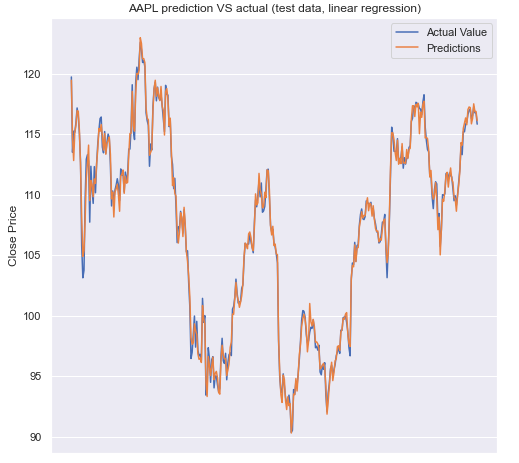 AAPL prediction VS actual (test data, linear regression)
Actual Value
Predictions
120
115
110
105
100
95
90
Close Price